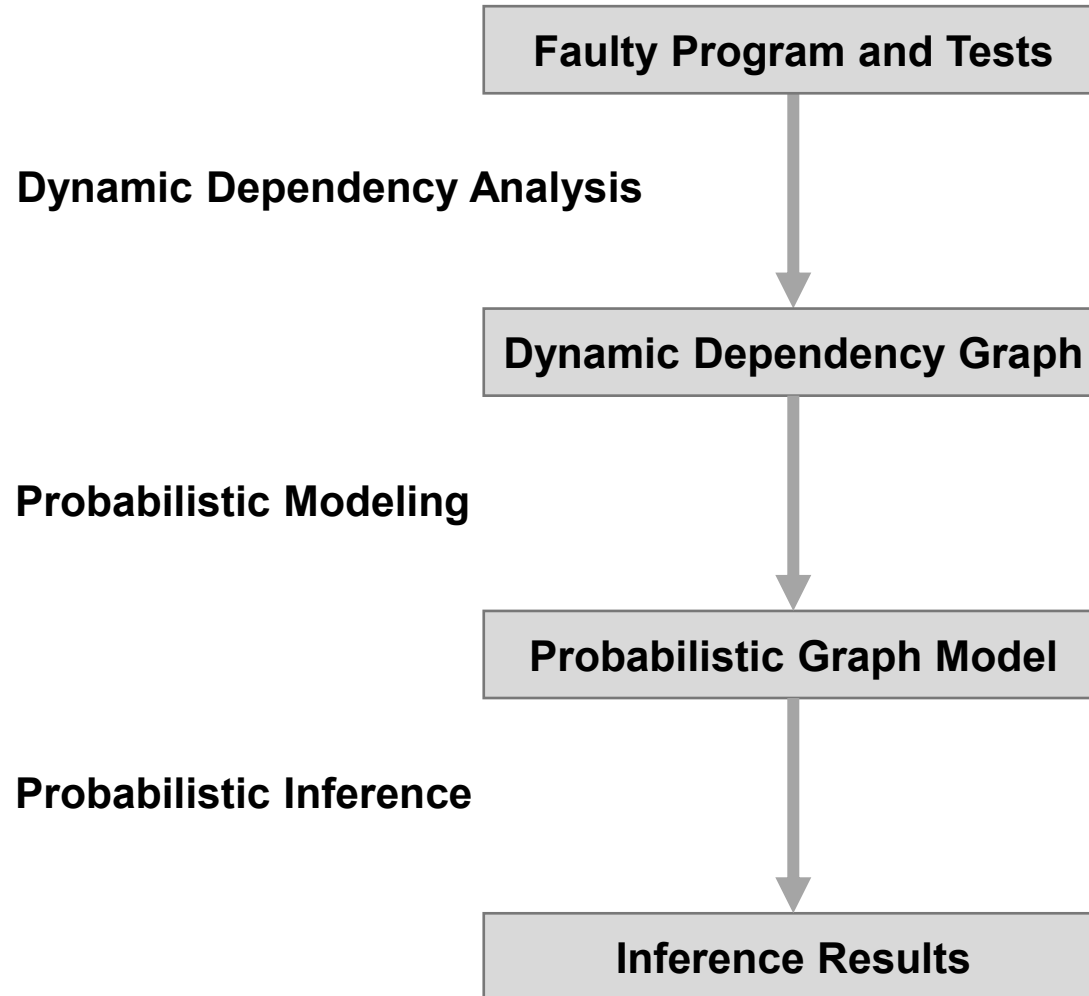 Faulty Program and Tests
Dynamic Dependency Analysis
Dynamic Dependency Graph
Probabilistic Modeling
Probabilistic Graph Model
Probabilistic Inference
Inference Results